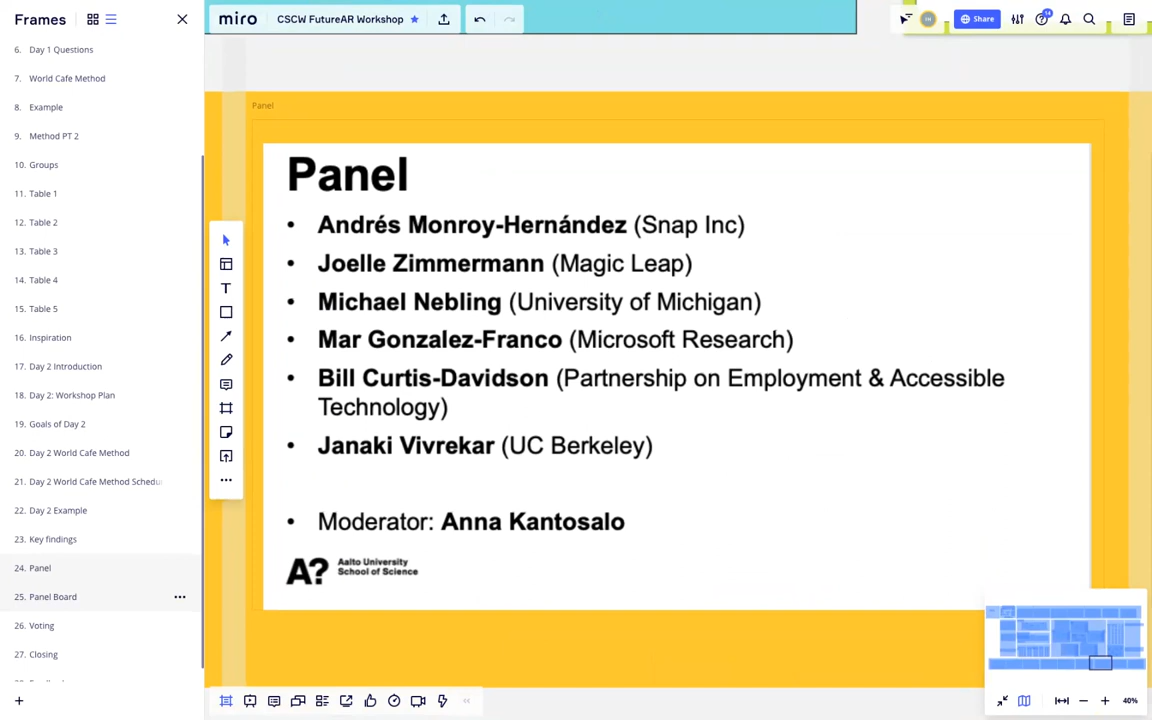 Frames
miro
CSCW FutureAR Workshop
Share
14
6. Day 1 Questions
7. World Cafe Method
8. Example
9. Method PT 2
10. Groups
11. Table 1
12. Table 2
13. Table 3
14. Table 4
15. Table 5
16. Inspiration
17. Day 2 Introduction
18. Day 2: Workshop Plan
19. Goals of Day 2
20. Day 2 World Cafe Method
21. Day 2 World Cafe Method Schedu
22. Day 2 Example
23. Key findings
24. Panel
25. Panel Board
26. Voting
27. Closing
Panel
Panel
• Andrés Monroy-Hernández (Snap Inc)
• Joelle Zimmermann (Magic Leap)
• Michael Nebling (University of Michigan)
• Mar Gonzalez-Franco (Microsoft Research)
• Bill Curtis-Davidson (Partnership on Employment & Accessible
Technology)
• Janaki Vivrekar (UC Berkeley)
• Moderator: Anna Kantosalo
A?
Aalto University
School of Science
40%